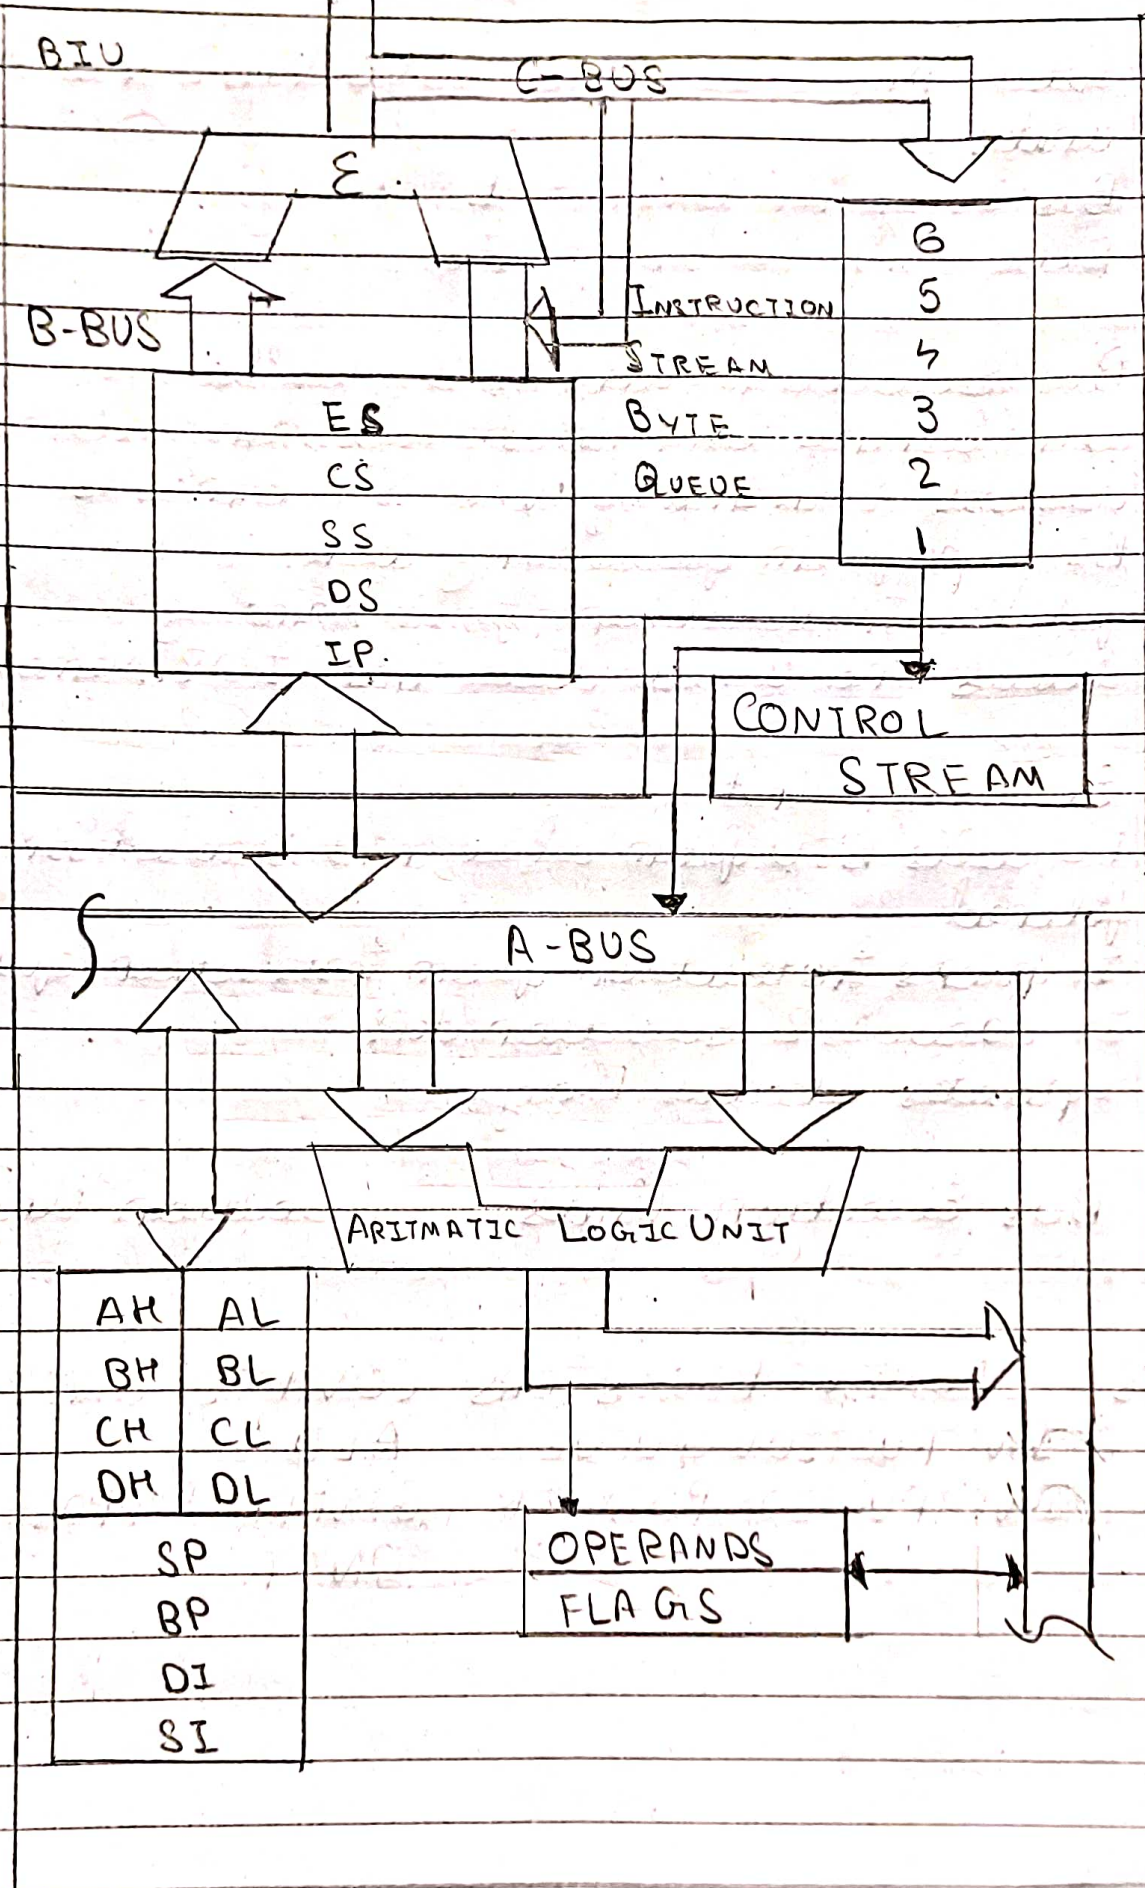 BIU
C-BUS
Σ
B-BUS
INSTRUCTION
STREAM
BYTE
QUEUE
6
5
4
3
2
1
ES
CS
SS
DS
IP.
CONTROL
STREAM
A-BUS
ARITMATIC LOGIC UNIT
AH AL
BH BL
CH CL
DH DL
SP
BP
DI
SI
OPERANDS
FLAGS